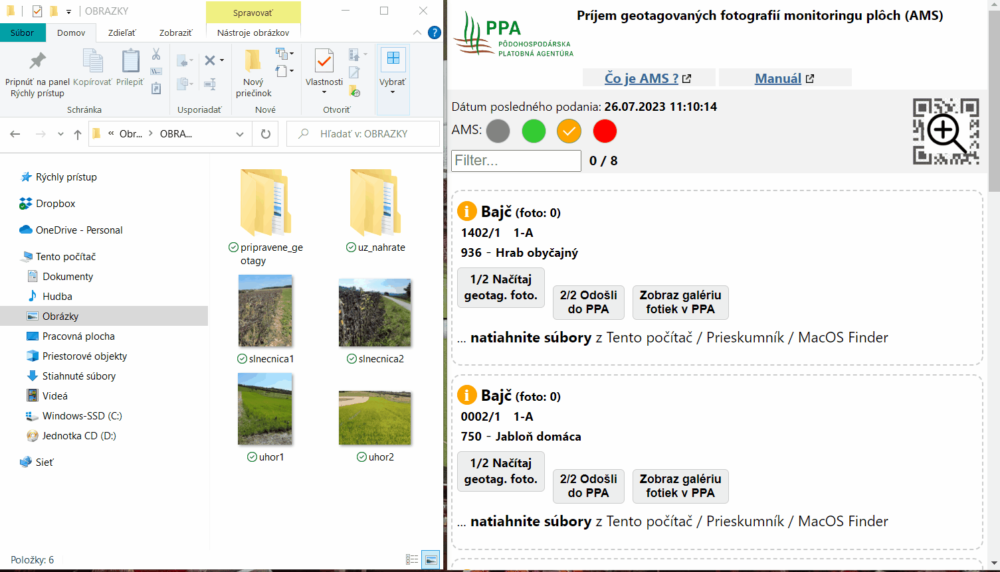 OBRAZKY
Spravovať
Súbor
Domov
Zdieľať
Zobraziť
Nástroje obrázkov
Pripnúť na panel
Rýchly prístup
Kopírovať
Prilepiť
Nový
priečinok
Vlastnosti
Vybrať
Schránka
Usporiadať
Nové
Otvoriť
« Obr... > OBRA...
Hľadať v: OBRAZKY
Rýchly prístup
Dropbox
OneDrive - Personal
Tento počítač
Dokumenty
Hudba
Obrázky
Pracovná plocha
Priestorové objekty
Stiahnuté súbory
Videá
Windows-SSD (C:)
Jednotka CD (D:)
Sieť
pripravene_ge
otagy
uz_nahrate
slnecnica1
slnecnica2
uhor1
uhor2
Položky: 6
PPA
PÔDOHOSPODÁRSKA
PLATOBNÁ AGENTÚRA
Príjem geotagovaných fotografií monitoringu plôch (AMS)
Čo je AMS ?
Manuál
Dátum posledného podania: 26.07.2023 11:10:14
AMS:
Filter...
0 / 8
Bajč (foto: 0)
1402/1 1-A
936 - Hrab obyčajný
1/2 Načítaj
geotag. foto.
2/2 Odošli
do PPA
Zobraz galériu
fotiek v PPA
... natiahnite súbory z Tento počítač / Prieskumník / MacOS Finder
Bajč (foto: 0)
0002/1 1-A
750 - Jabloň domáca
1/2 Načítaj
geotag. foto.
2/2 Odošli
do PPA
Zobraz galériu
fotiek v PPA
... natiahnite súbory z Tento počítač / Prieskumník / MacOS Finder